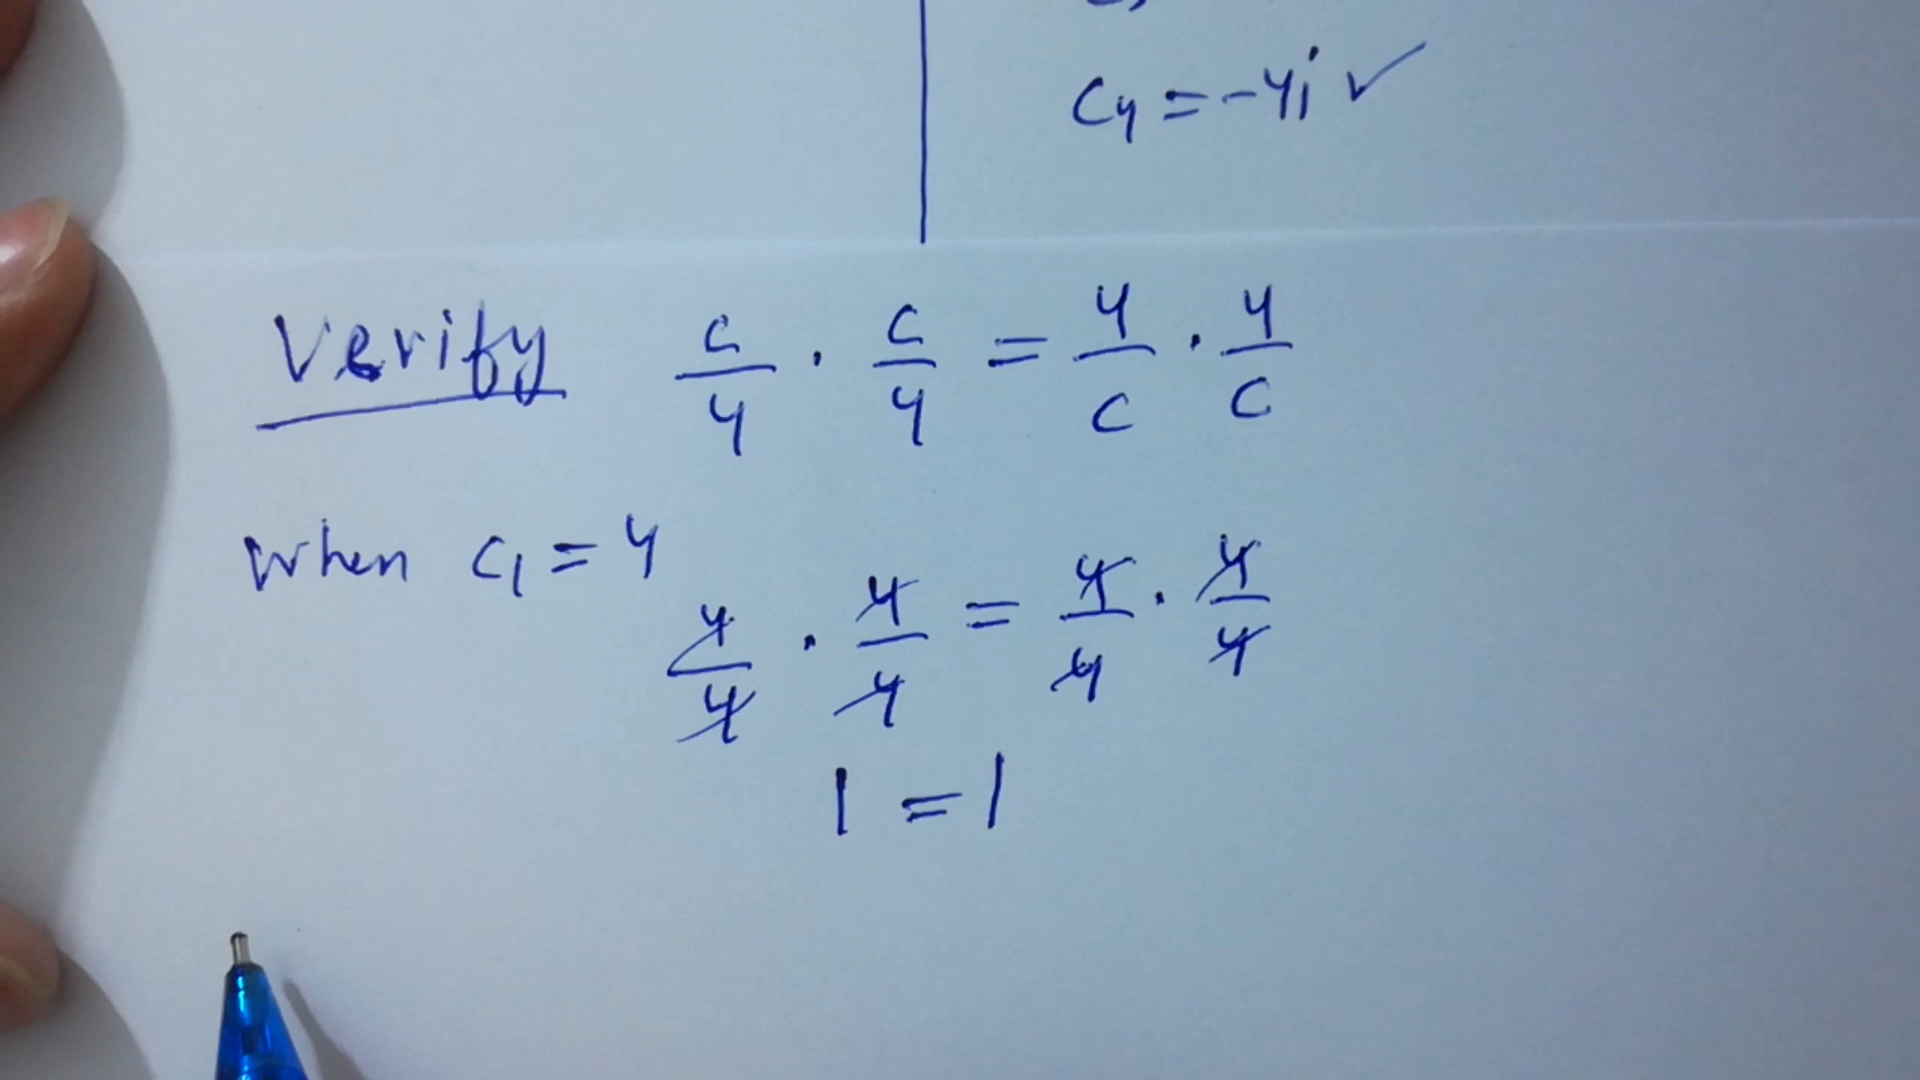 C4 = -4i ✓
Verify c/4 · c/4 = 4/c · 4/c
When C1 = 4
4/4 · 4/4 = 4/4 · 4/4
1 = 1